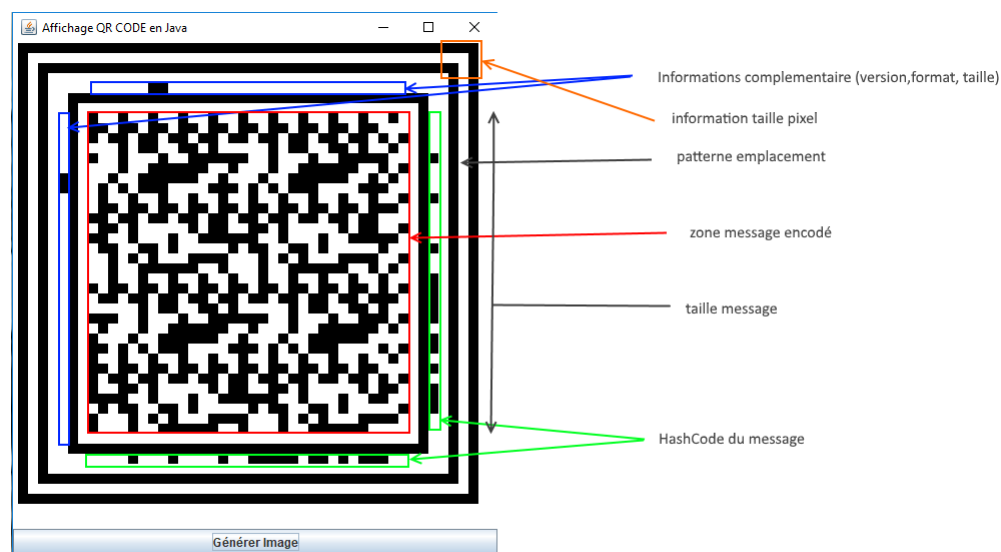 Affichage QR CODE en Java
Informations complementaire (version,format, taille)
information taille pixel
patterne emplacement
zone message encodé
taille message
HashCode du message
Générer Image